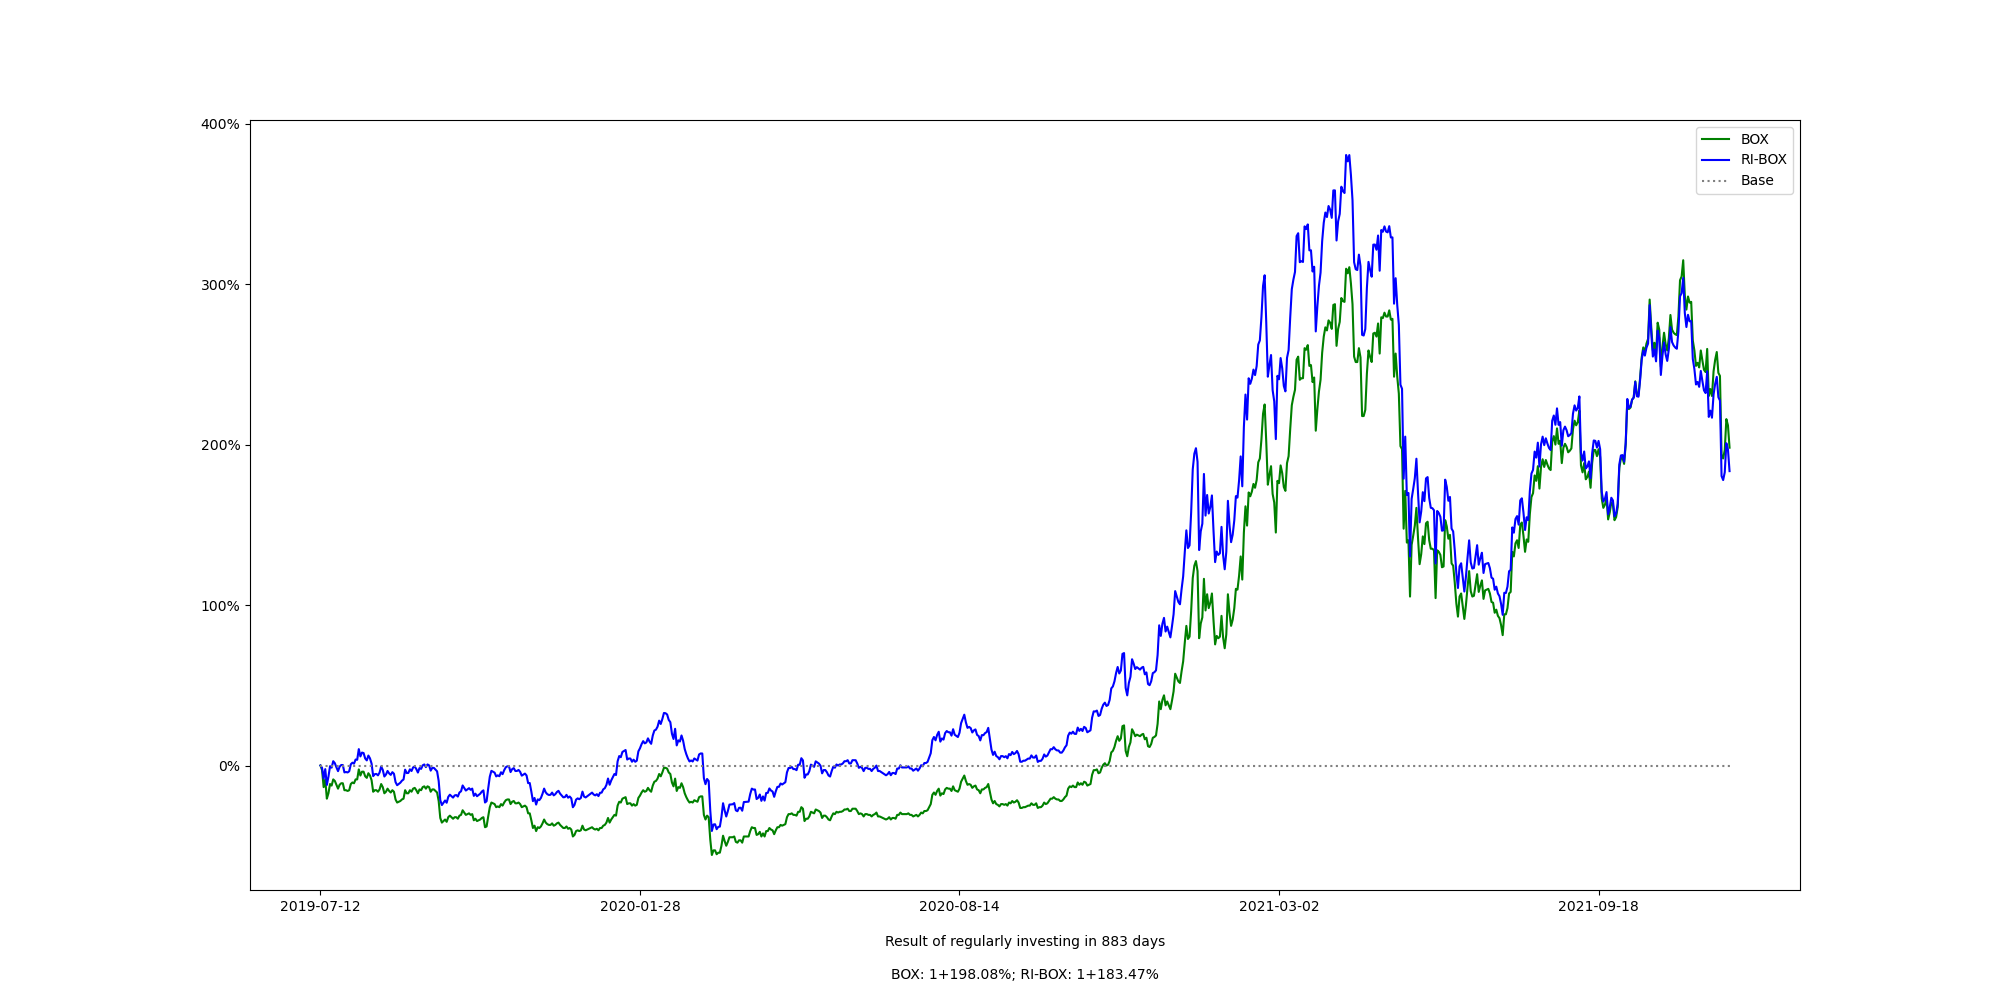 400%
300%
200%
100%
0%
BOX
RI-BOX
Base
2019-07-12 2020-01-28 2020-08-14 2021-03-02 2021-09-18
Result of regularly investing in 883 days
BOX: 1+198.08%; RI-BOX: 1+183.47%